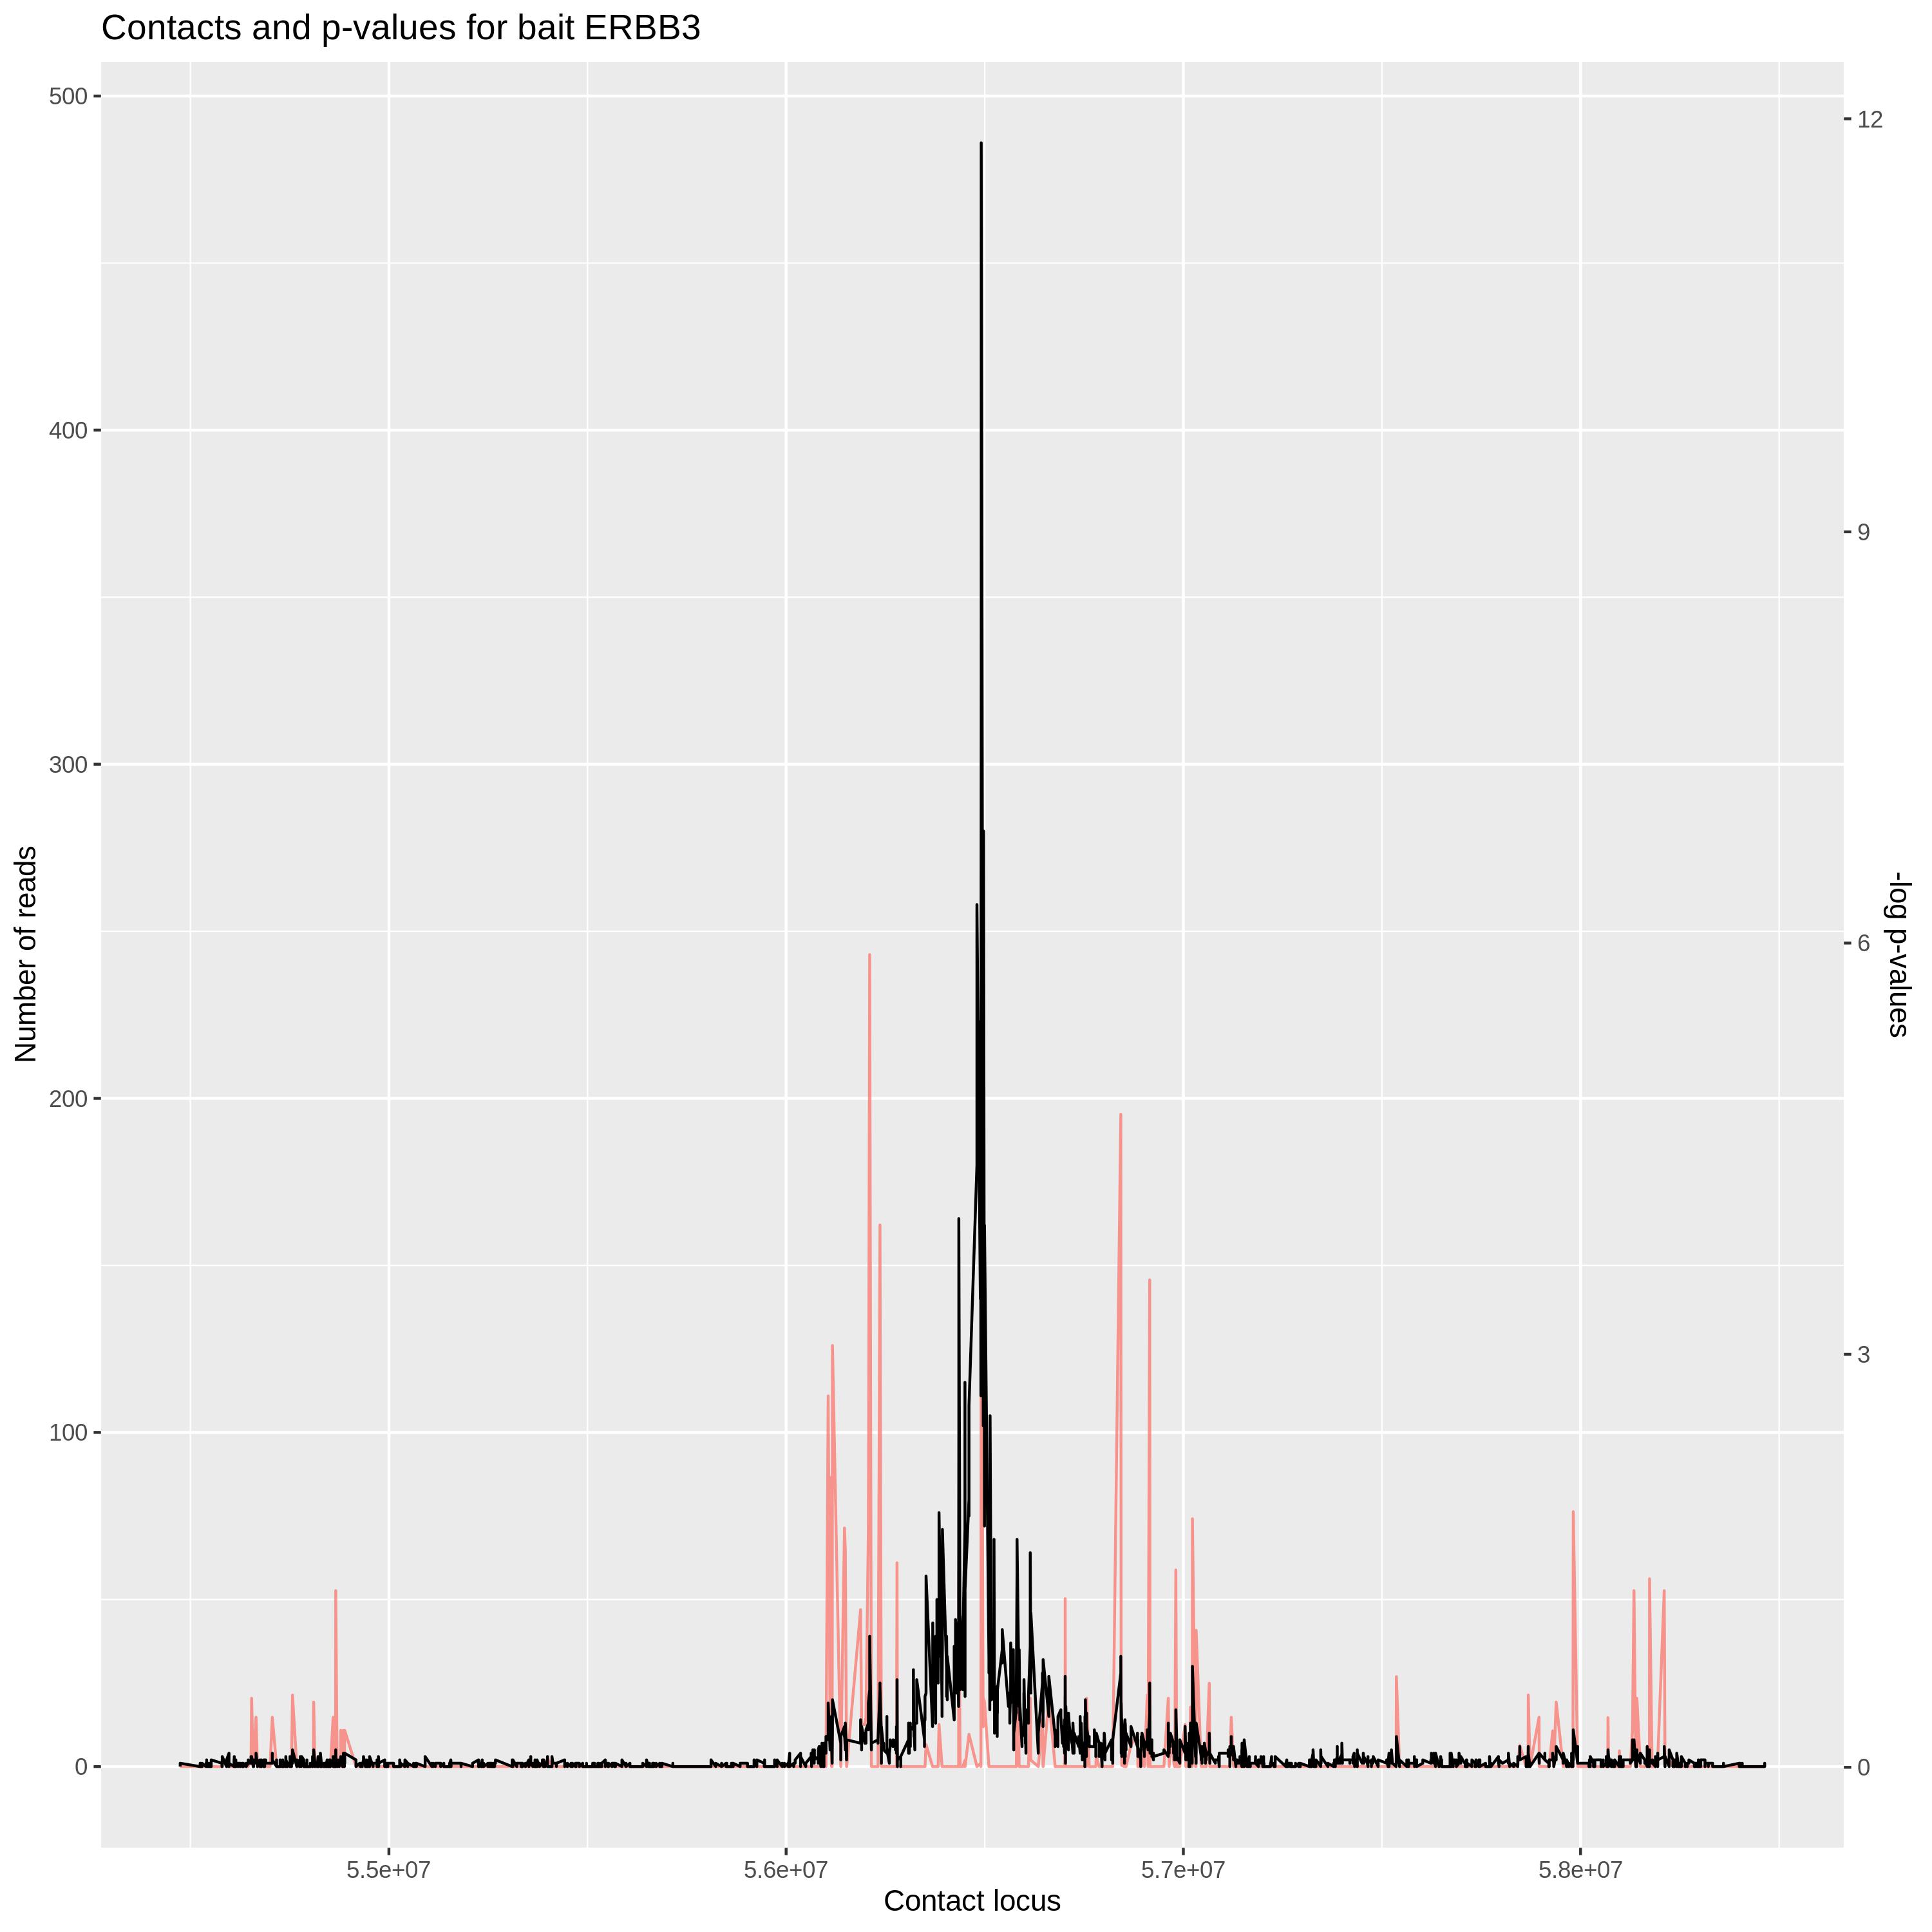 Contacts and p-values for bait ERBB3
500
400
300
200
100
0
Number of reads
12
9
6
3
0
-log p-values
5.5e+07
5.6e+07
5.7e+07
5.8e+07
Contact locus